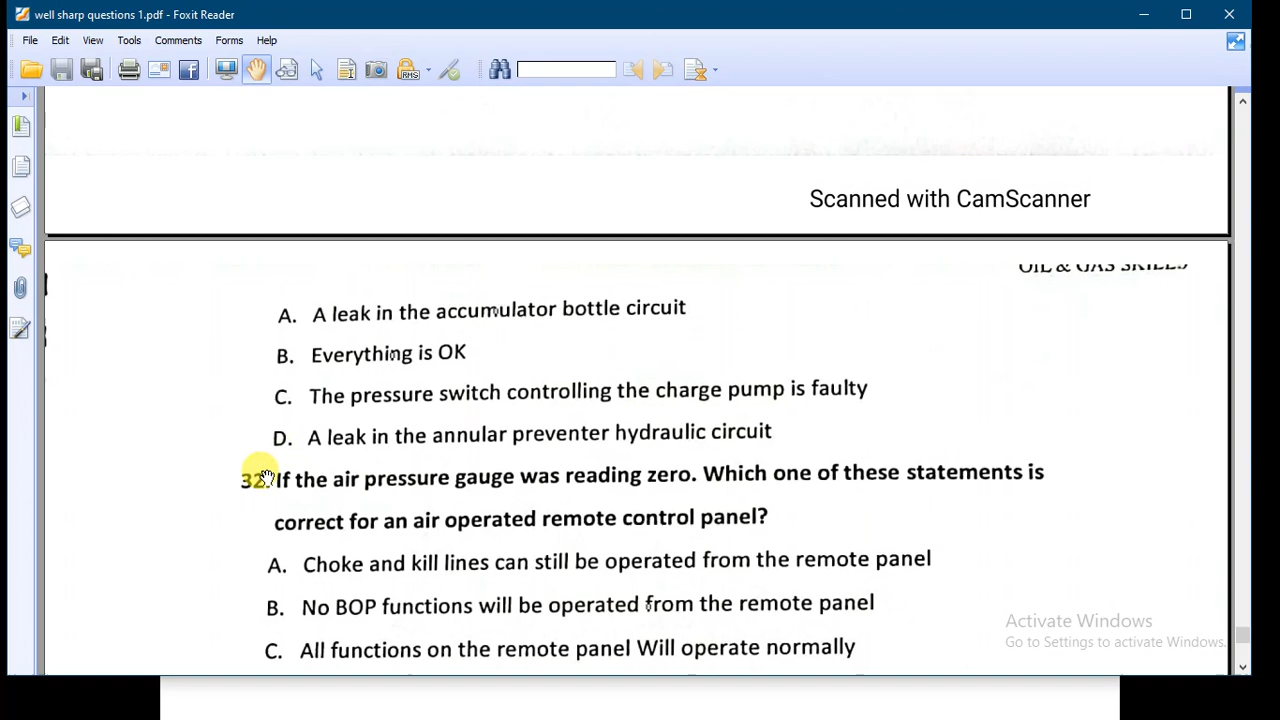 well sharp questions 1.pdf - Foxit Reader
File Edit View Tools Comments Forms Help
Scanned with CamScanner
OIL & GAS SKILLS
A. A leak in the accumulator bottle circuit
B. Everything is OK
C. The pressure switch controlling the charge pump is faulty
D. A leak in the annular preventer hydraulic circuit
32. If the air pressure gauge was reading zero. Which one of these statements is
correct for an air operated remote control panel?
A. Choke and kill lines can still be operated from the remote panel
B. No BOP functions will be operated from the remote panel
C. All functions on the remote panel Will operate normally
Activate Windows
Go to Settings to activate Windows.